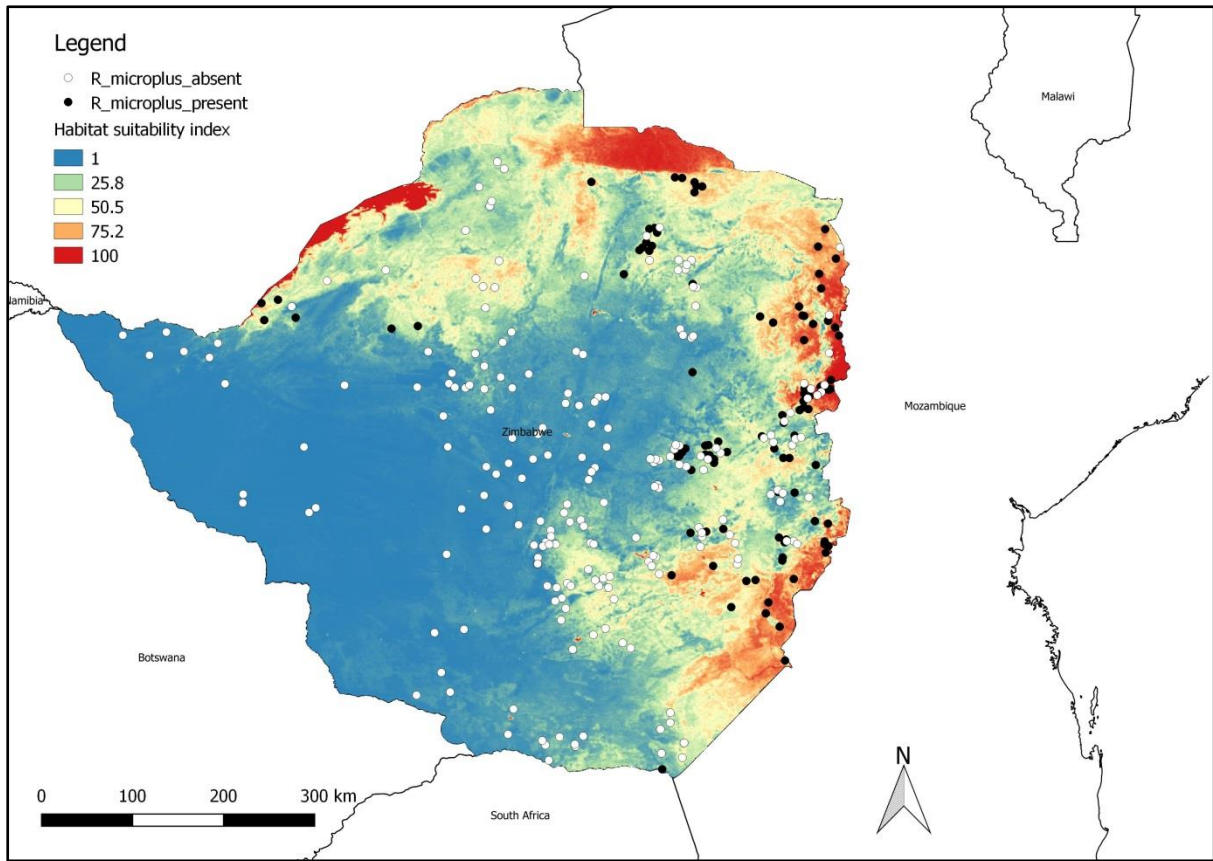 Legend
R_microplus_absent
R_microplus_present
Habitat suitability index
1
25.8
50.5
75.2
100
Malawi
Namibia
Zimbabwe
Mozambique
Botswana
South Africa
N
0 100 200 300 km